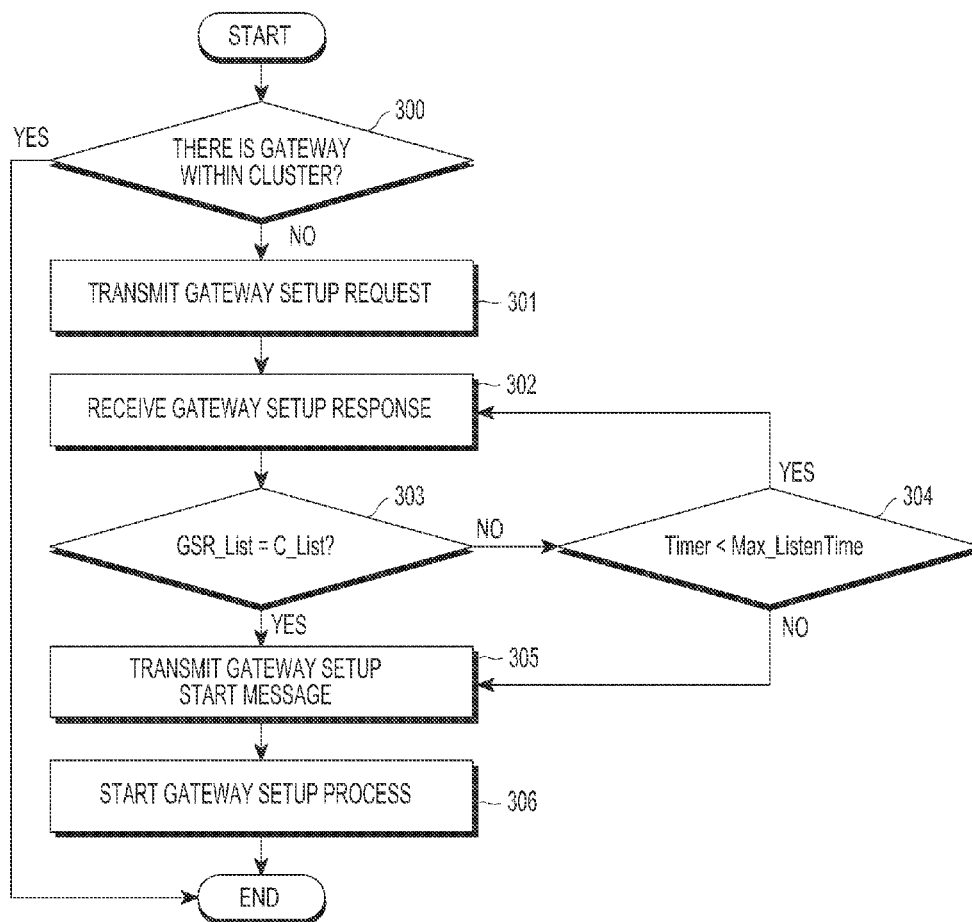 START
300
YES
THERE IS GATEWAY
WITHIN CLUSTER?
NO
TRANSMIT GATEWAY SETUP REQUEST
301
302
RECEIVE GATEWAY SETUP RESPONSE
303
YES
304
GSR_List = C_List?
NO
Timer < Max_ListenTime
YES
NO
TRANSMIT GATEWAY SETUP
START MESSAGE
305
START GATEWAY SETUP PROCESS
306
END